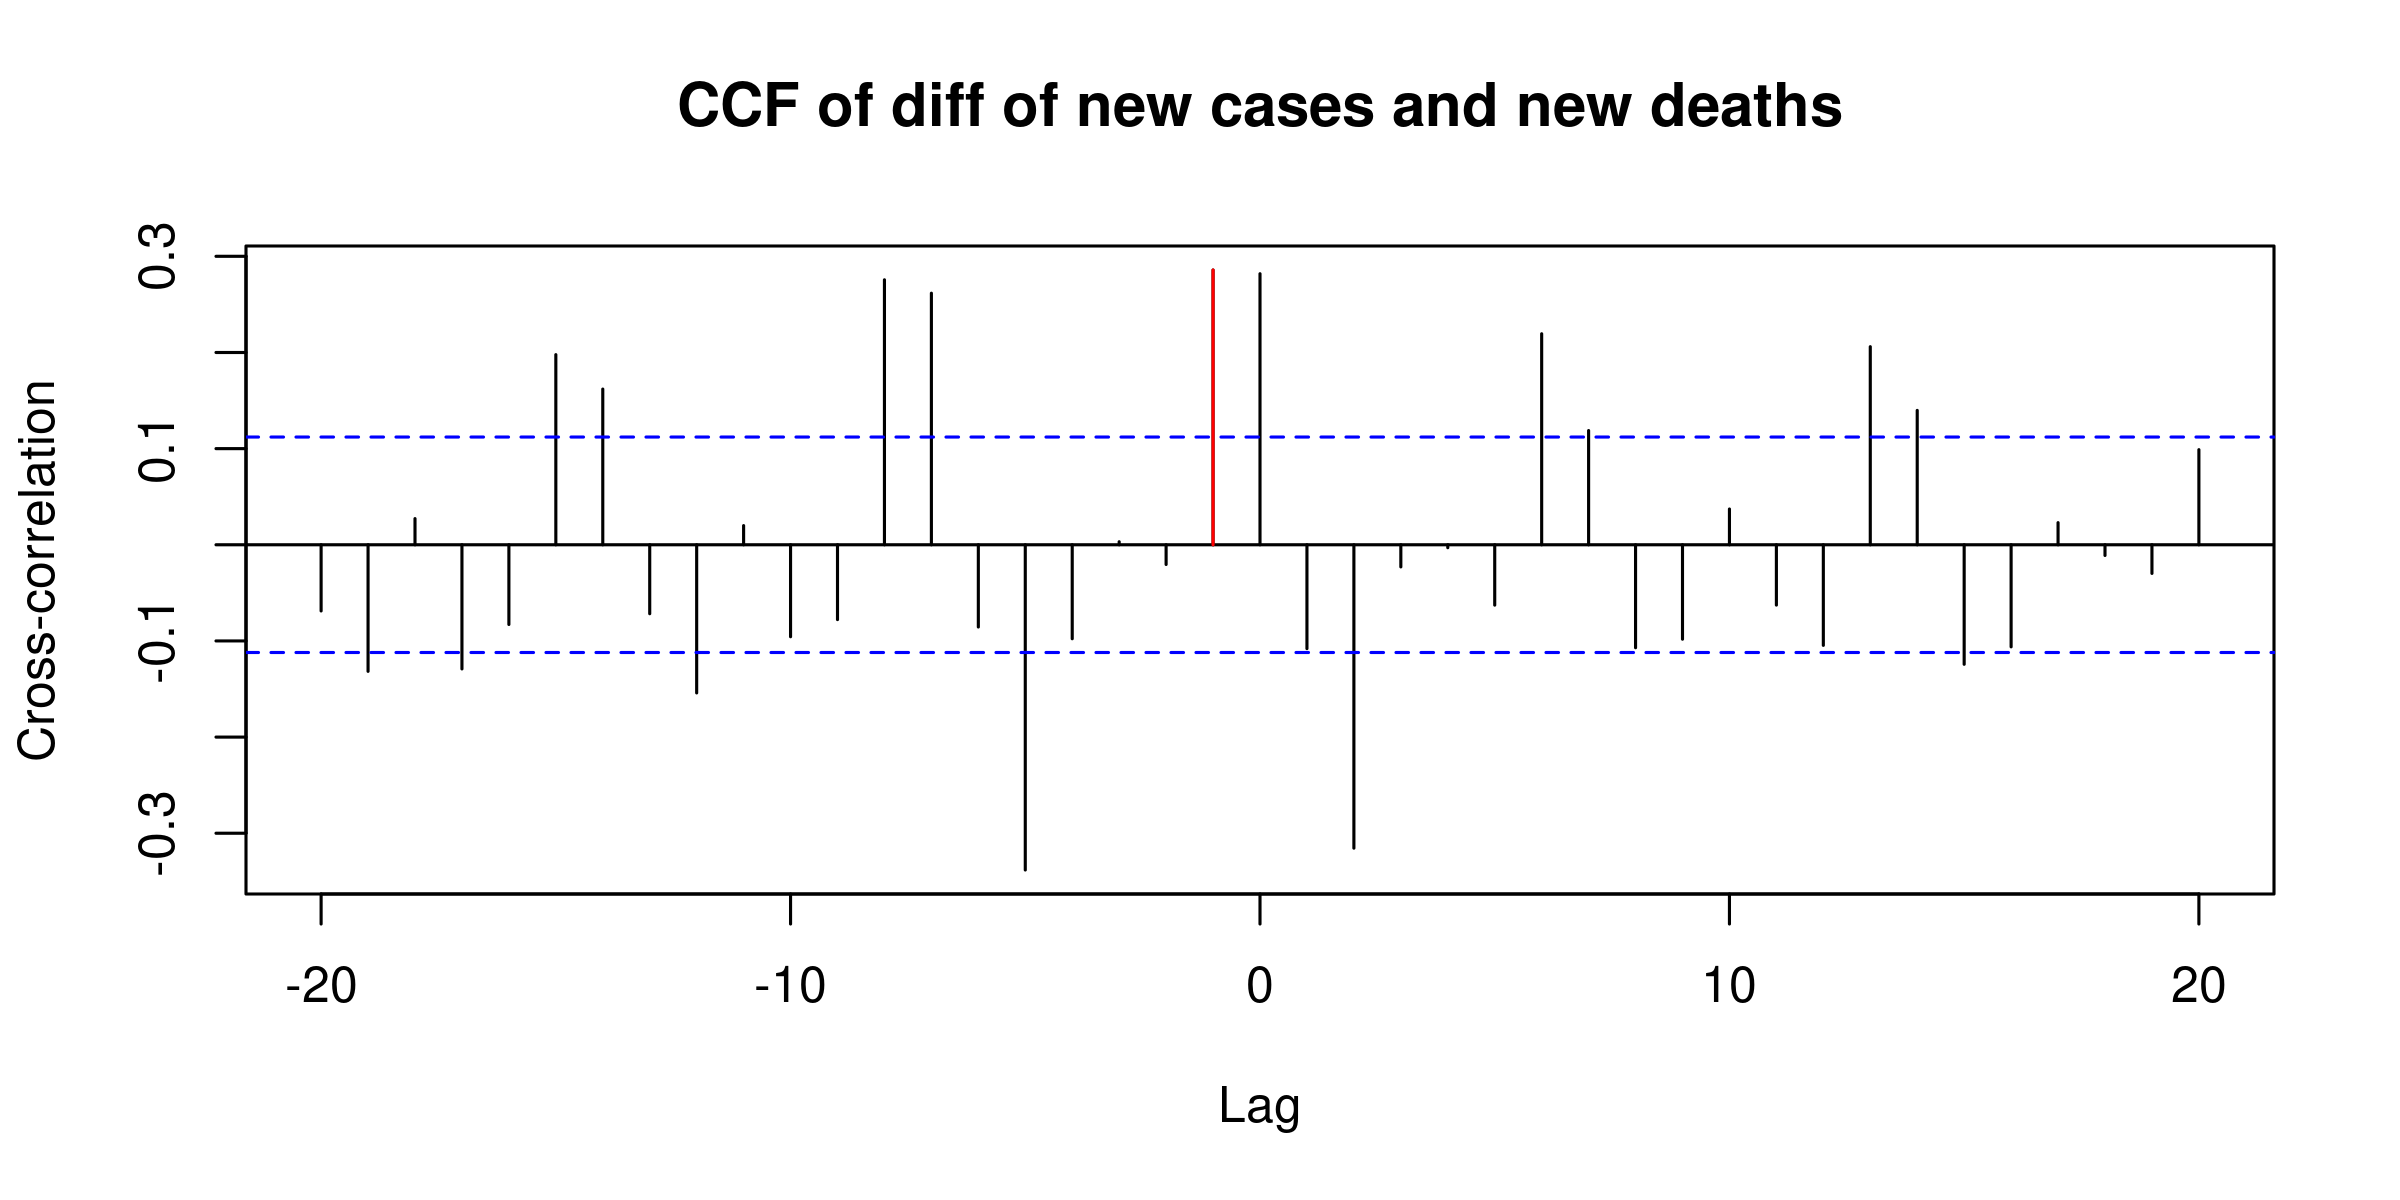 CCF of diff of new cases and new deaths
Cross-correlation
0.3
0.1
-0.1
-0.3
-20 -10 0 10 20
Lag